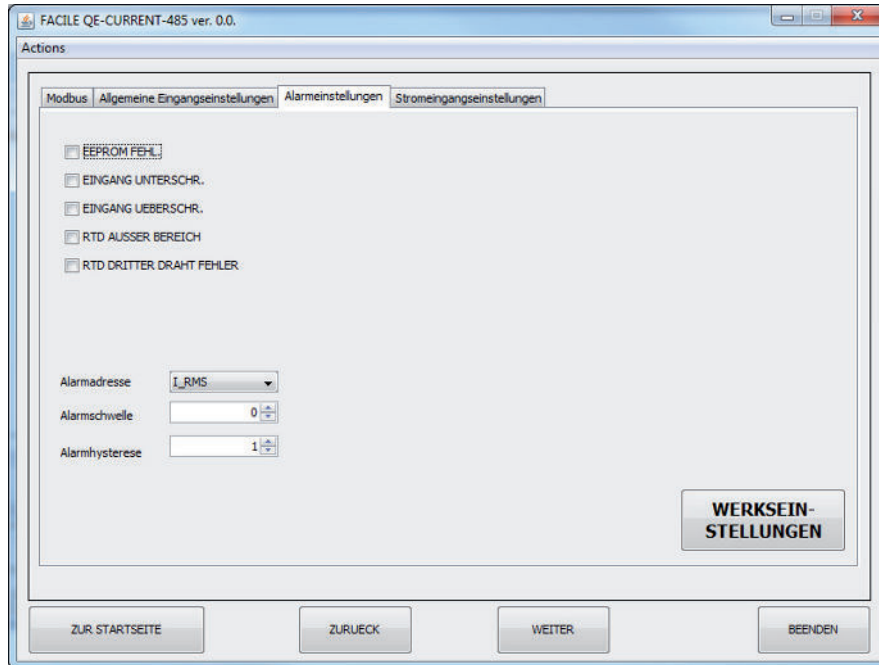 FACILE QE-CURRENT-485 ver. 0.0.
Actions
Modbus Allgemeine Eingangseinstellungen Alarmeinstellungen Stromeingangseinstellungen
EEPROM FEHL.
EINGANG UNTERSCHR.
EINGANG UEBERSCHR.
RTD AUSSER BEREICH
RTD DRITTER DRAHT FEHLER
Alarmadresse I_RMS
Alarmschwelle 0
Alarmhysterese 1
WERKSEIN-
STELLUNGEN
ZUR STARTSEITE ZURUECK WEITER BEENDEN